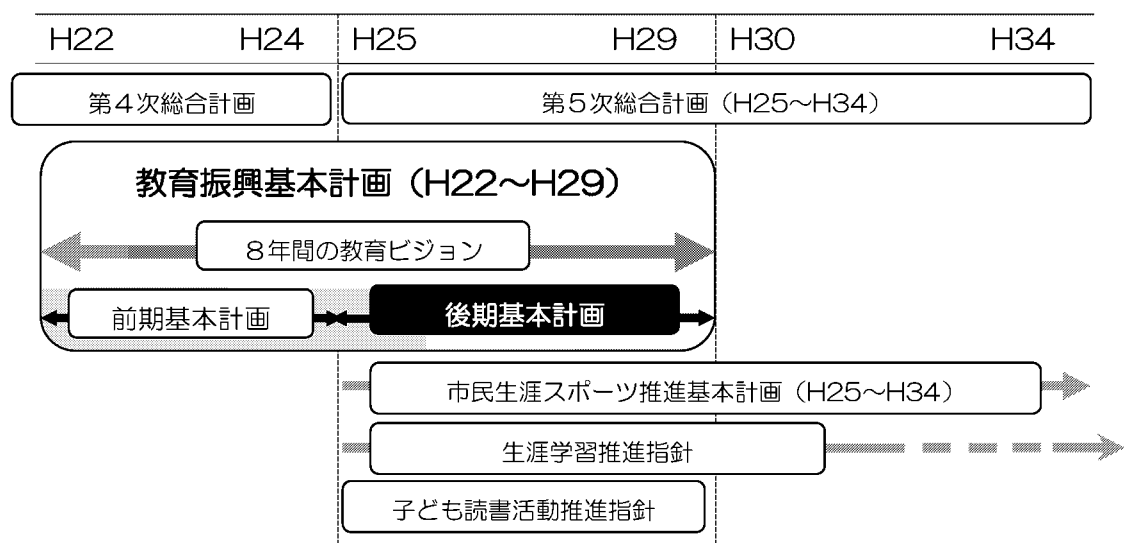 H22 H24 H25 H29 H30 H34
第4次総合計画 第5次総合計画（H25～H34）
教育振興基本計画（H22～H29）
8年間の教育ビジョン
前期基本計画 後期基本計画
市民生涯スポーツ推進基本計画（H25～H34）
生涯学習推進指針
子ども読書活動推進指針